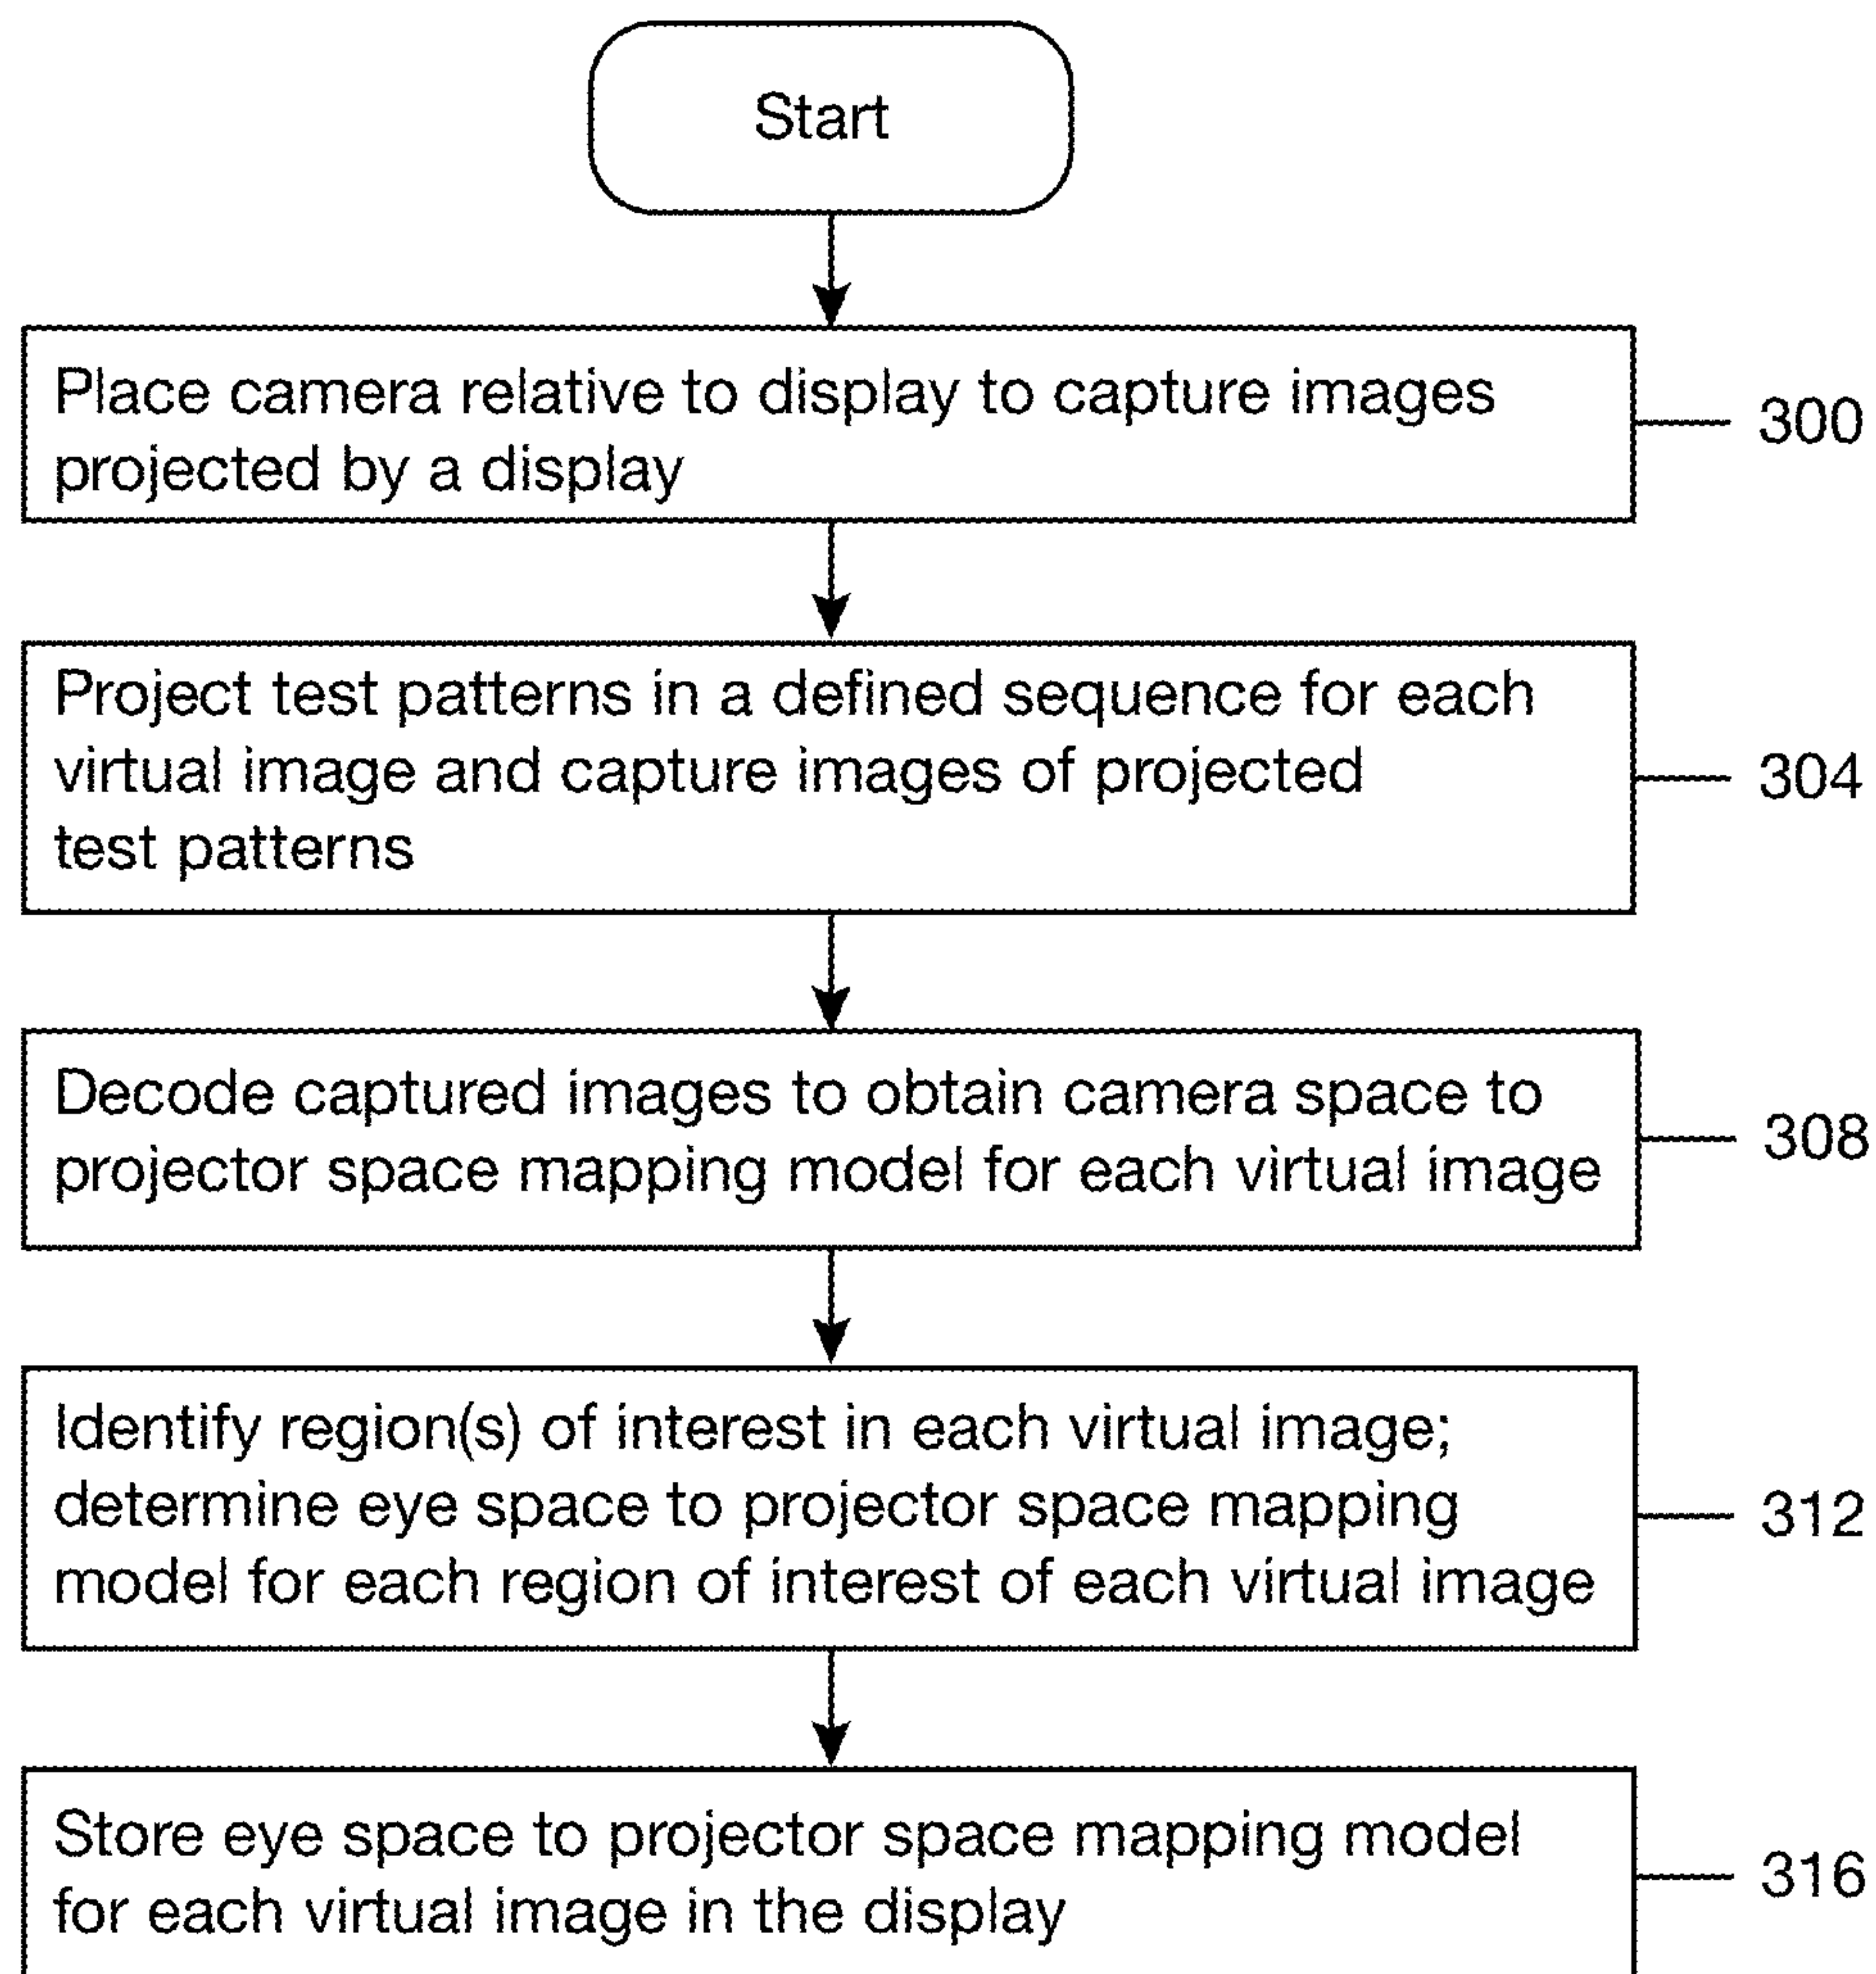 Start
Place camera relative to display to capture images
projected by a display
300
Project test patterns in a defined sequence for each
virtual image and capture images of projected
test patterns
304
Decode captured images to obtain camera space to
projector space mapping model for each virtual image
308
Identify region(s) of interest in each virtual image;
determine eye space to projector space mapping
model for each region of interest of each virtual image
312
Store eye space to projector space mapping model
for each virtual image in the display
316